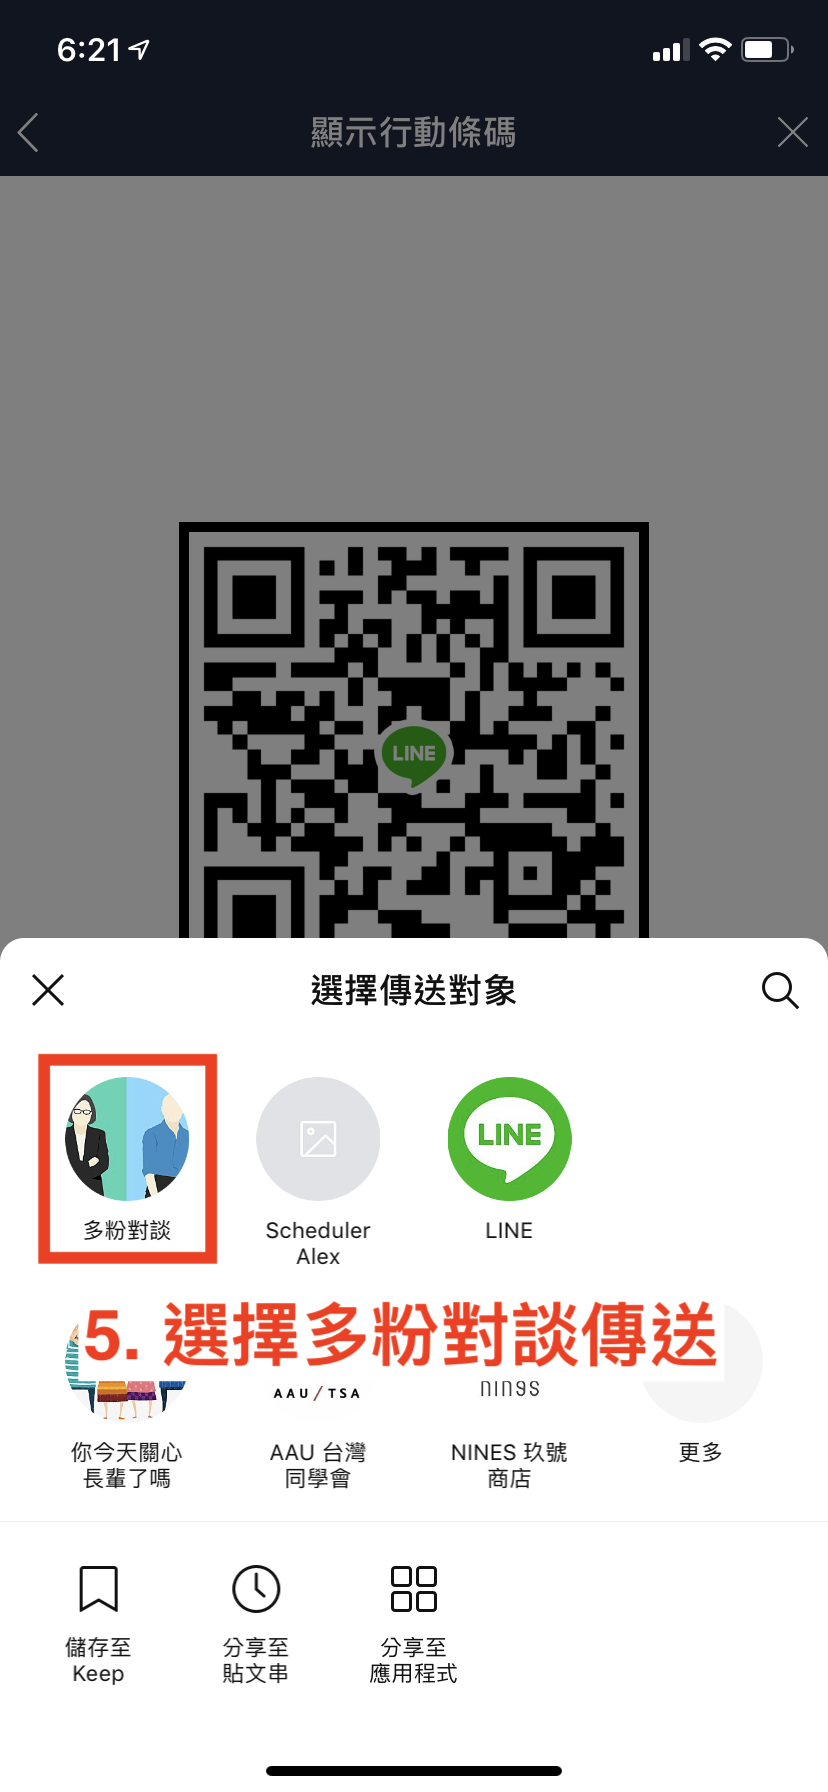 6:21
顯示行動條碼
LINE
選擇傳送對象
多粉對談
Scheduler
Alex
LINE
LINE
5. 選擇多粉對談傳送
AAU / TSA
nings
你今天關心
長輩了嗎
AAU 台灣
同學會
NINES 玖號
商店
更多
儲存至
Keep
分享至
貼文串
分享至
應用程式